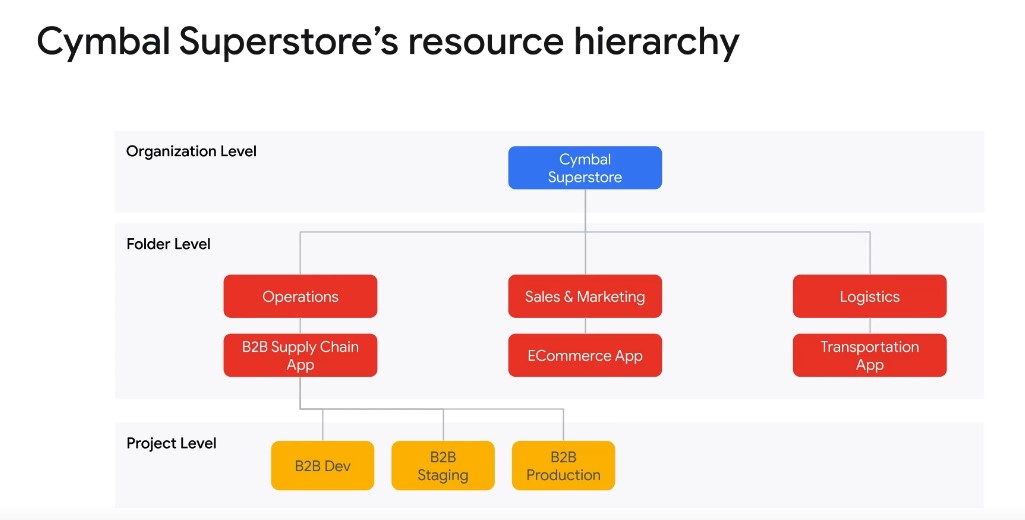 Cymbal Superstore’s resource hierarchy
Organization Level
Cymbal
Superstore
Folder Level
Operations
Sales & Marketing
Logistics
B2B Supply Chain
App
ECommerce App
Transportation
App
Project Level
B2B Dev
B2B
Staging
B2B
Production